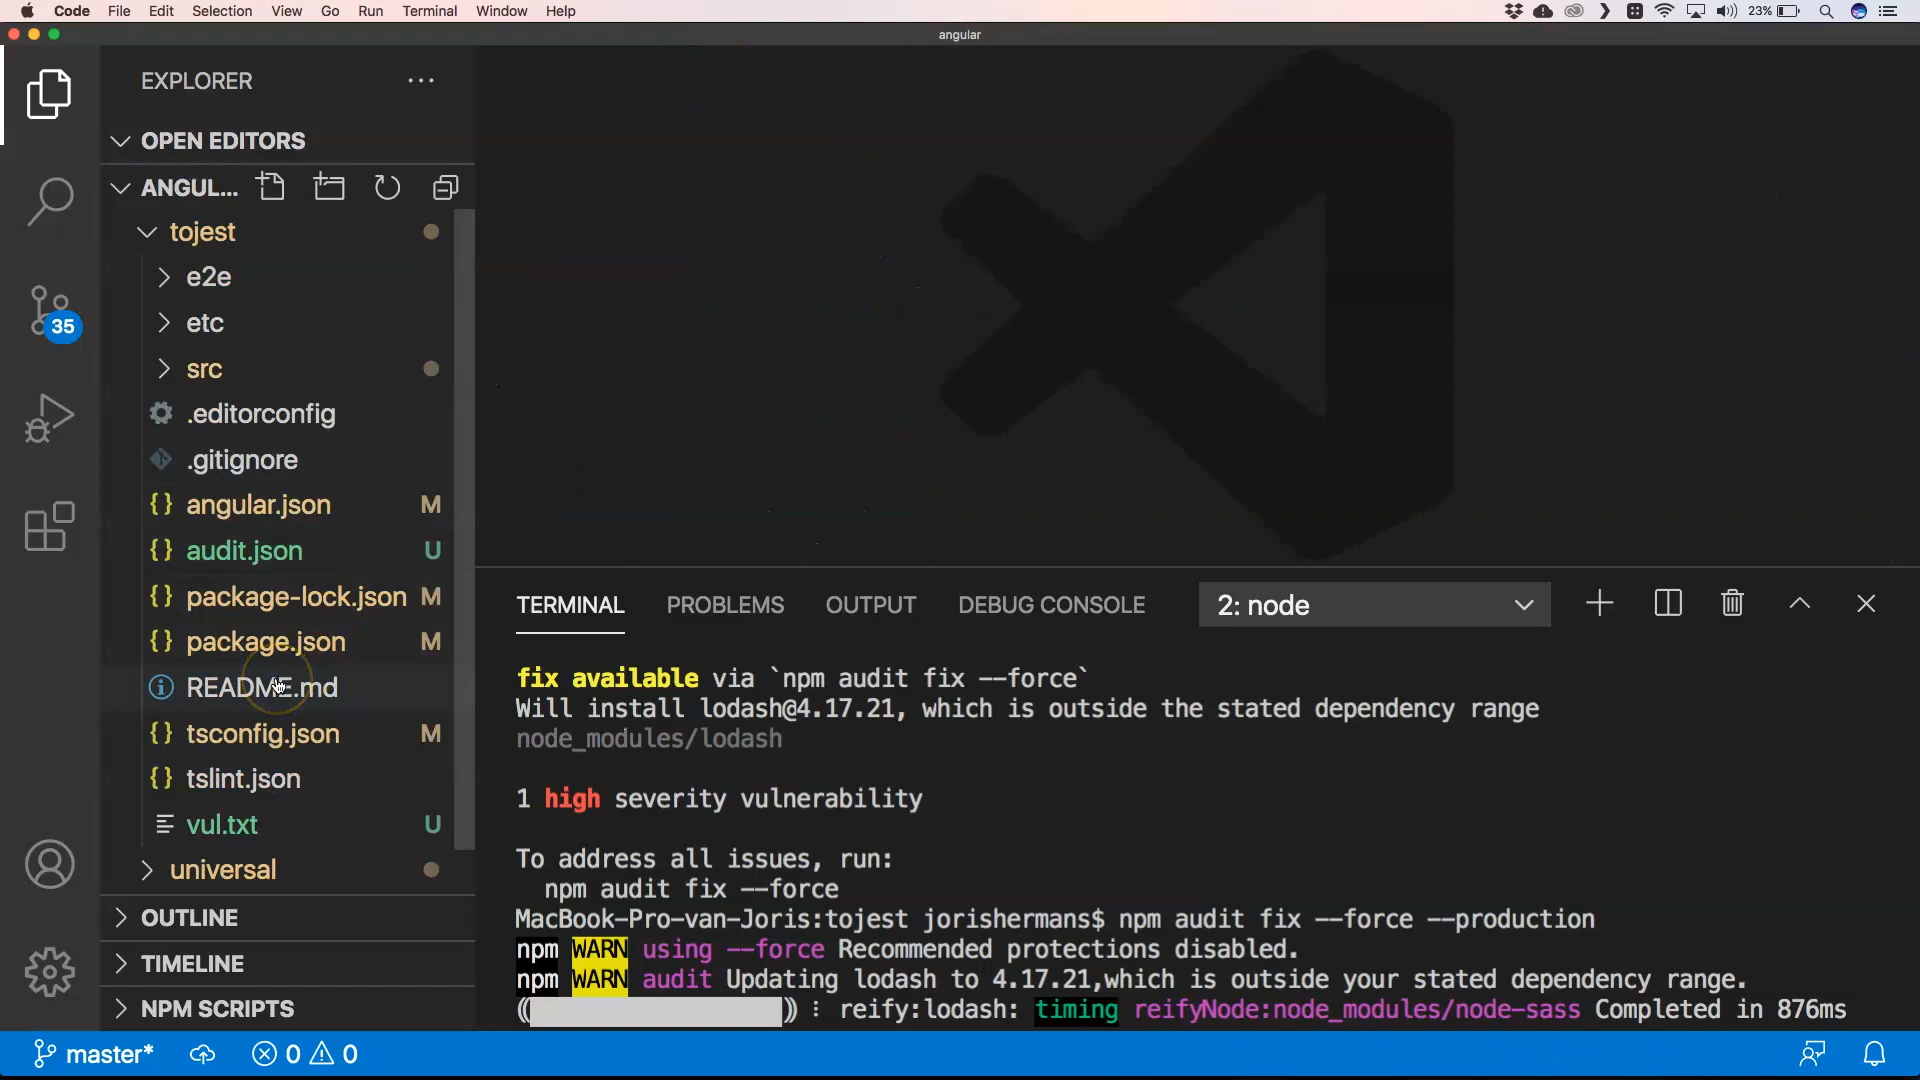 Code File Edit Selection View Go Run Terminal Window Help 23%
angular
EXPLORER
OPEN EDITORS
ANGUL...
tojest
e2e
etc
src
.editorconfig
.gitignore
angular.json M
audit.json U
package-lock.json M
package.json M
README.md
tsconfig.json M
tslint.json
vul.txt U
universal
OUTLINE
TIMELINE
NPM SCRIPTS
35
TERMINAL PROBLEMS OUTPUT DEBUG CONSOLE 2: node
fix available via `npm audit fix --force`
Will install lodash@4.17.21, which is outside the stated dependency range
node_modules/lodash
1 high severity vulnerability
To address all issues, run:
npm audit fix --force
MacBook-Pro-van-Joris:tojest jorishermans$ npm audit fix --force --production
npm WARN using --force Recommended protections disabled.
npm WARN audit Updating lodash to 4.17.21,which is outside your stated dependency range.
(( )) ⸽ reify:lodash: timing reifyNode:node_modules/node-sass Completed in 876ms
master* 0 0